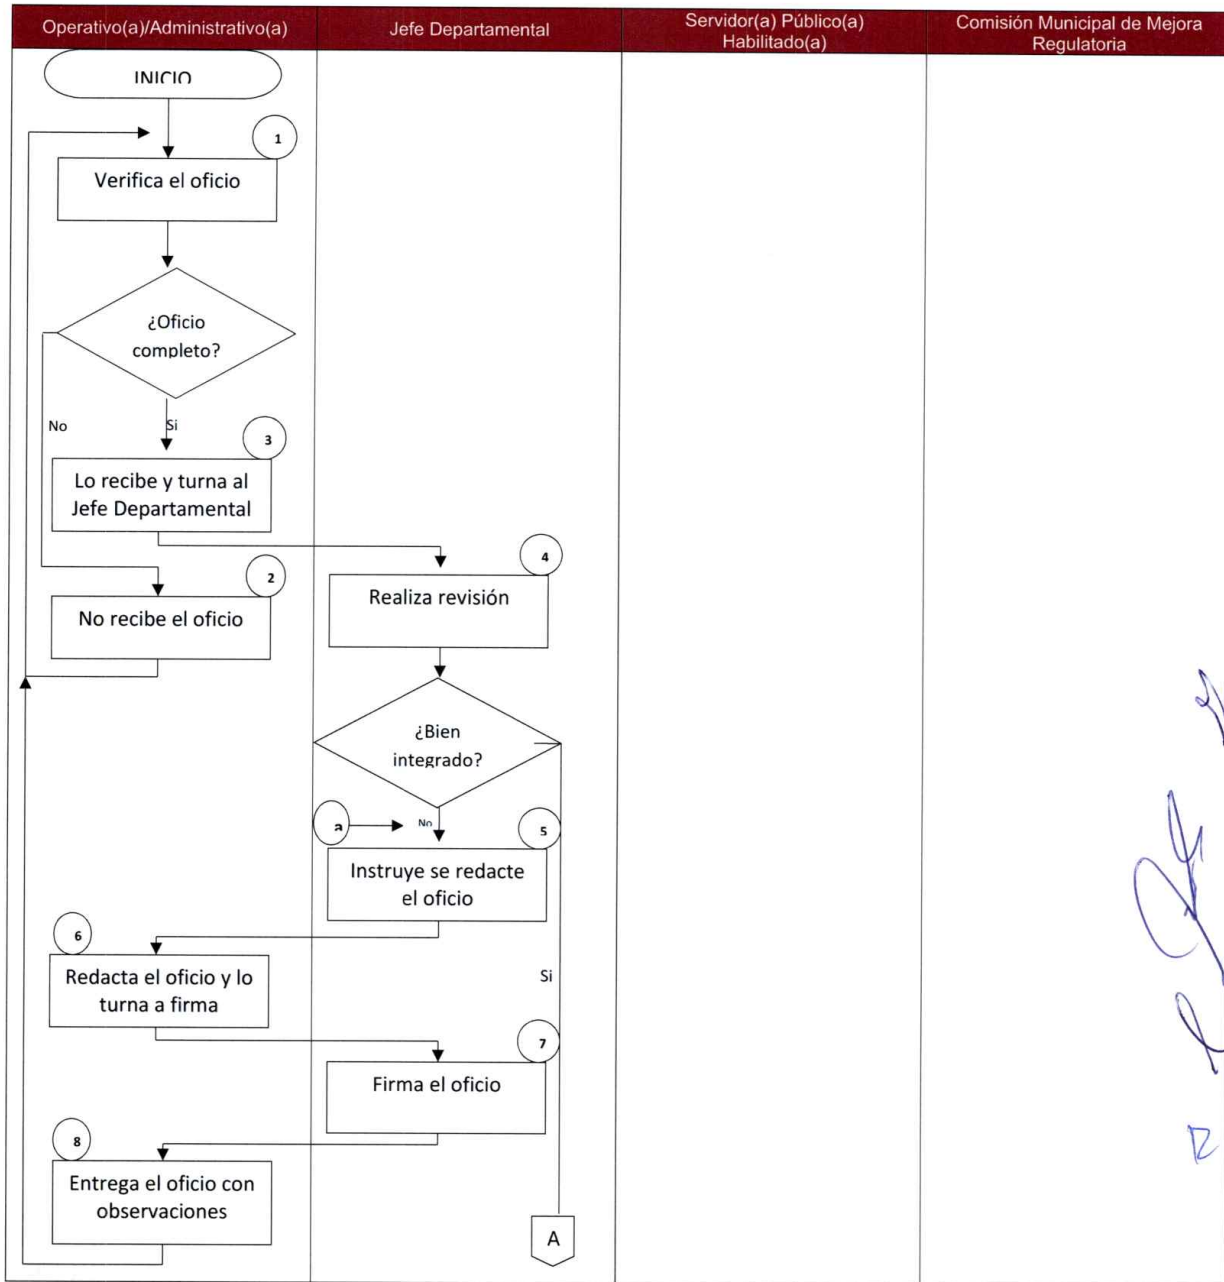 Operativo(a)/Administrativo(a)
Jefe Departamental
Servidor(a) Público(a)
Habilitado(a)
Comisión Municipal de Mejora
Regulatoria
INICIO
1
Verifica el oficio
¿Oficio
completo?
No
Si
3
Lo recibe y turna al
Jefe Departamental
4
Realiza revisión
2
No recibe el oficio
¿Bien
integrado?
a
No
5
Instruye se redacte
el oficio
6
Redacta el oficio y lo
turna a firma
Si
7
Firma el oficio
8
Entrega el oficio con
observaciones
A